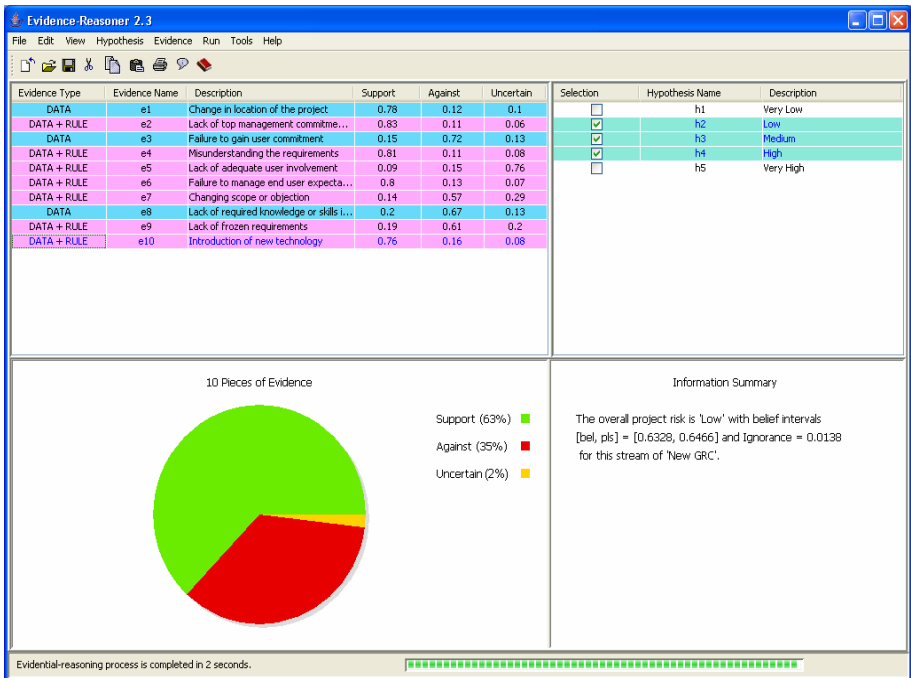 Evidence-Reasoner 2.3
File Edit View Hypothesis Evidence Run Tools Help
Evidence Type Evidence Name Description Support Against Uncertain
DATA e1 Change in location of the project 0.78 0.12 0.1
DATA + RULE e2 Lack of top management commitme... 0.83 0.11 0.06
DATA e3 Failure to gain user commitment 0.15 0.72 0.13
DATA + RULE e4 Misunderstanding the requirements 0.81 0.11 0.08
DATA + RULE e5 Lack of adequate user involvement 0.09 0.15 0.76
DATA + RULE e6 Failure to manage end user expecta... 0.8 0.13 0.07
DATA + RULE e7 Changing scope or objection 0.14 0.57 0.29
DATA e8 Lack of required knowledge or skills i... 0.2 0.67 0.13
DATA + RULE e9 Lack of frozen requirements 0.19 0.61 0.2
DATA + RULE e10 Introduction of new technology 0.76 0.16 0.08
Selection Hypothesis Name Description
h1 Very Low
h2 Low
h3 Medium
h4 High
h5 Very High
10 Pieces of Evidence
Support (63%)
Against (35%)
Uncertain (2%)
Information Summary
The overall project risk is 'Low' with belief intervals
[bel, pls] = [0.6328, 0.6466] and Ignorance = 0.0138
for this stream of 'New GRC'.
Evidential-reasoning process is completed in 2 seconds.